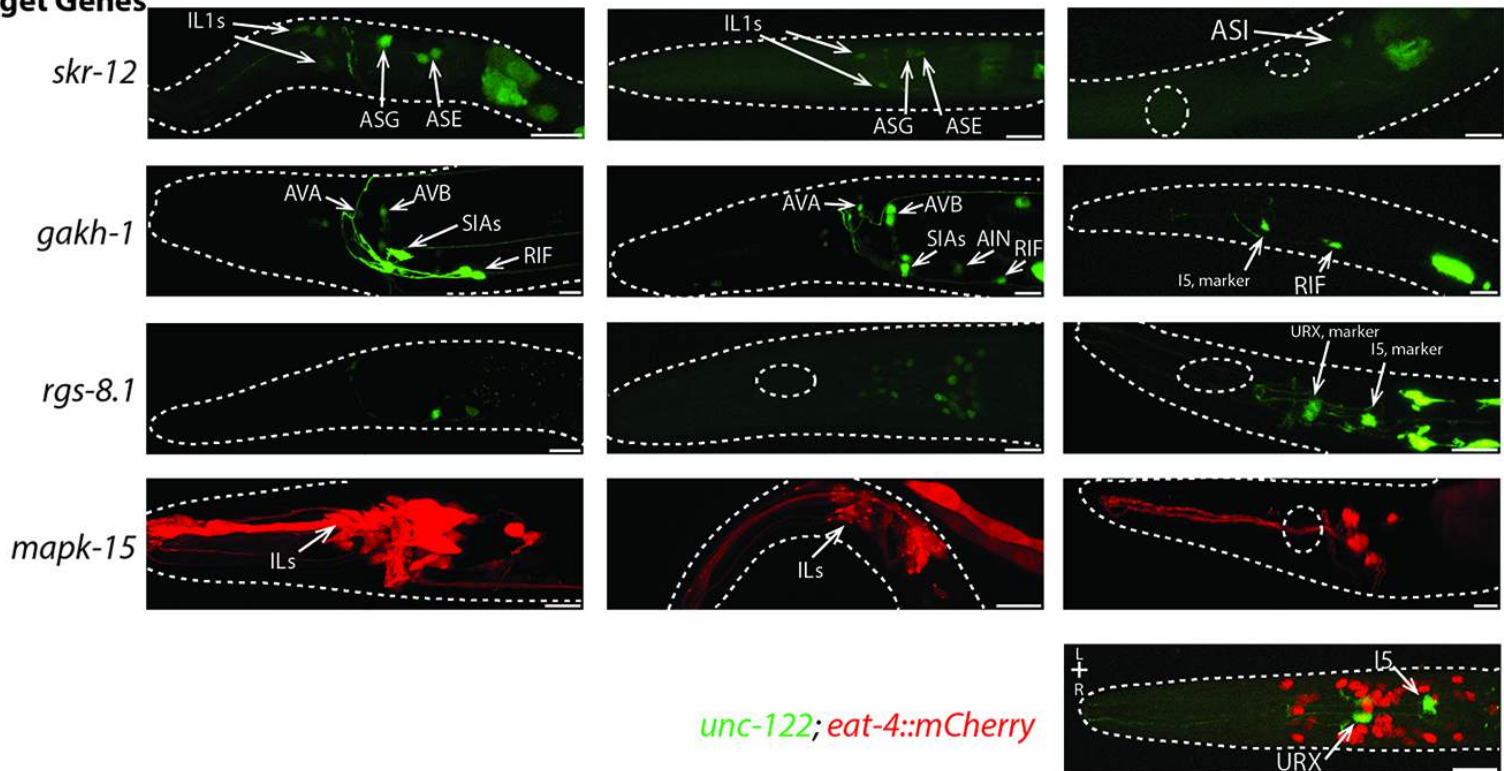 get Genes
skr-12
IL1s
ASG
ASE
IL1s
ASG
ASE
ASI
gakh-1
AVA
AVB
SIAs
RIF
AVA
AVB
SIAs
AIN
RIF
I5, marker
RIF
rgs-8.1
URX, marker
I5, marker
mapk-15
ILs
ILs
unc-122; eat-4::mCherry
L
R
I5
URX